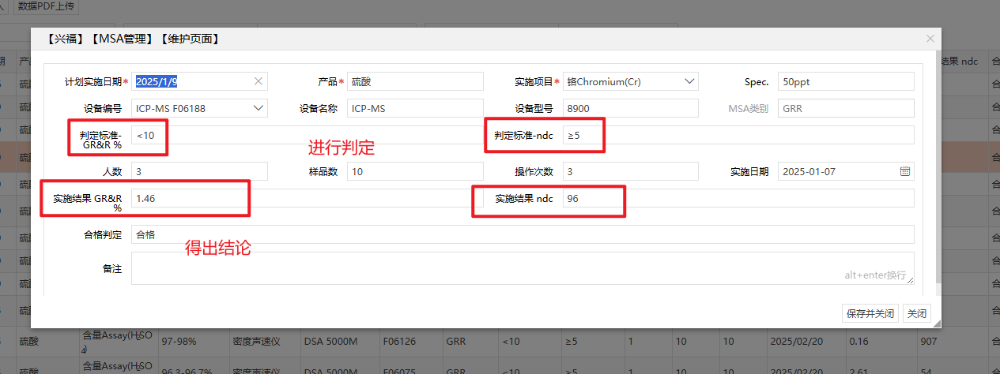 数据PDF上传
【兴福】【MSA管理】【维护页面】
计划实施日期* 2025/1/9 产品* 硫酸 实施项目* 铬Chromium(Cr) Spec. 50ppt
设备编号 ICP-MS F06188 设备名称 ICP-MS 设备型号 8900 MSA类别 GRR
判定标准-
GR&R % <10 判定标准-ndc ≥5
进行判定
人数 3 样品数 10 操作次数 3 实施日期 2025-01-07
实施结果 GR&R
% 1.46 实施结果 ndc 96
合格判定 合格
得出结论
备注
alt+enter换行
保存并关闭 关闭
结果 ndc
硫酸 含量Assay(H2SO
4) 97-98% 密度声速仪 DSA 5000M F06126 GRR <10 ≥5 1 10 10 2025/02/20 0.16 907
硫酸 含量Assay(H2SO 96.3-96.7% 密度声速仪 DSA 5000M F06075 GRR <10 ≥5 1 10 10 2025/02/20 2.61 54